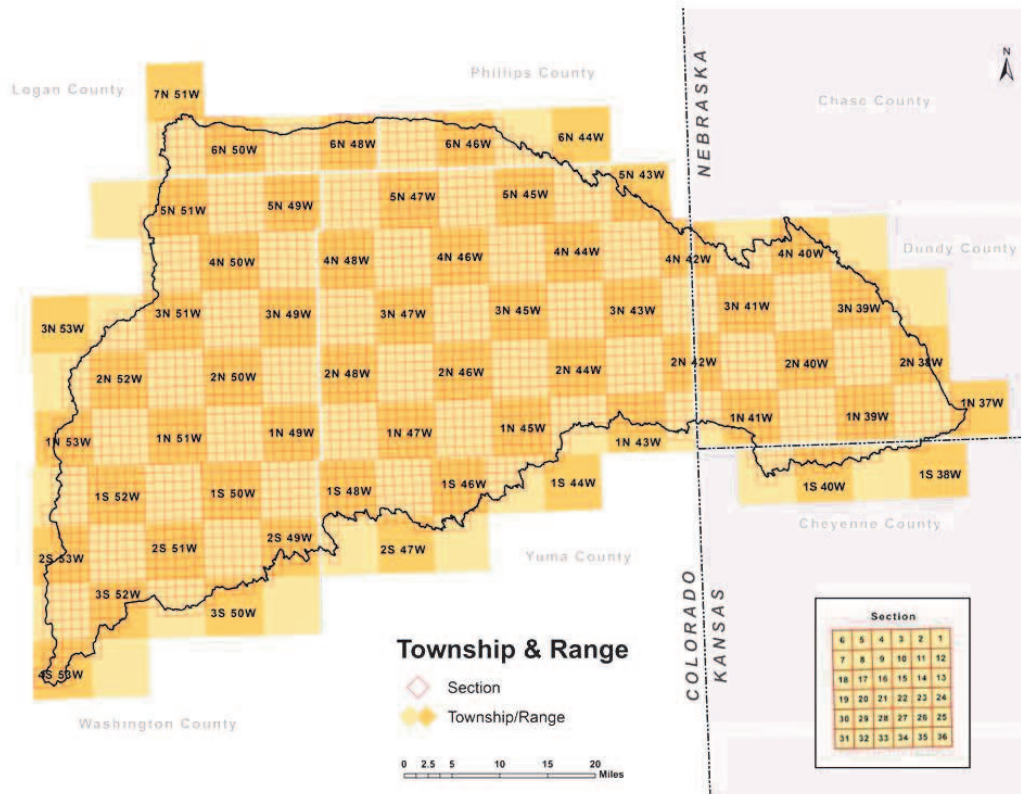 N
Logan County
Phillips County
Chase County
NEBRASKA
7N 51W
6N 50W
6N 48W
6N 46W
6N 44W
5N 43W
5N 51W
5N 49W
5N 47W
5N 45W
Dundy County
4N 50W
4N 48W
4N 46W
4N 44W
4N 42W
4N 40W
3N 53W
3N 51W
3N 49W
3N 47W
3N 45W
3N 43W
3N 41W
3N 39W
2N 52W
2N 50W
2N 48W
2N 46W
2N 44W
2N 42W
2N 40W
2N 38W
1N 53W
1N 51W
1N 49W
1N 47W
1N 45W
1N 43W
1N 41W
1N 39W
1N 37W
1S 52W
1S 50W
1S 48W
1S 46W
1S 44W
1S 40W
1S 38W
Cheyenne County
2S 53W
2S 51W
2S 49W
2S 47W
Yuma County
3S 52W
3S 50W
4S 53W
Washington County
COLORADO
KANSAS
Township & Range
Section
Township/Range
0 2.5 5 10 15 20
Miles
Section
6 5 4 3 2 1
7 8 9 10 11 12
18 17 16 15 14 13
19 20 21 22 23 24
30 29 28 27 26 25
31 32 33 34 35 36